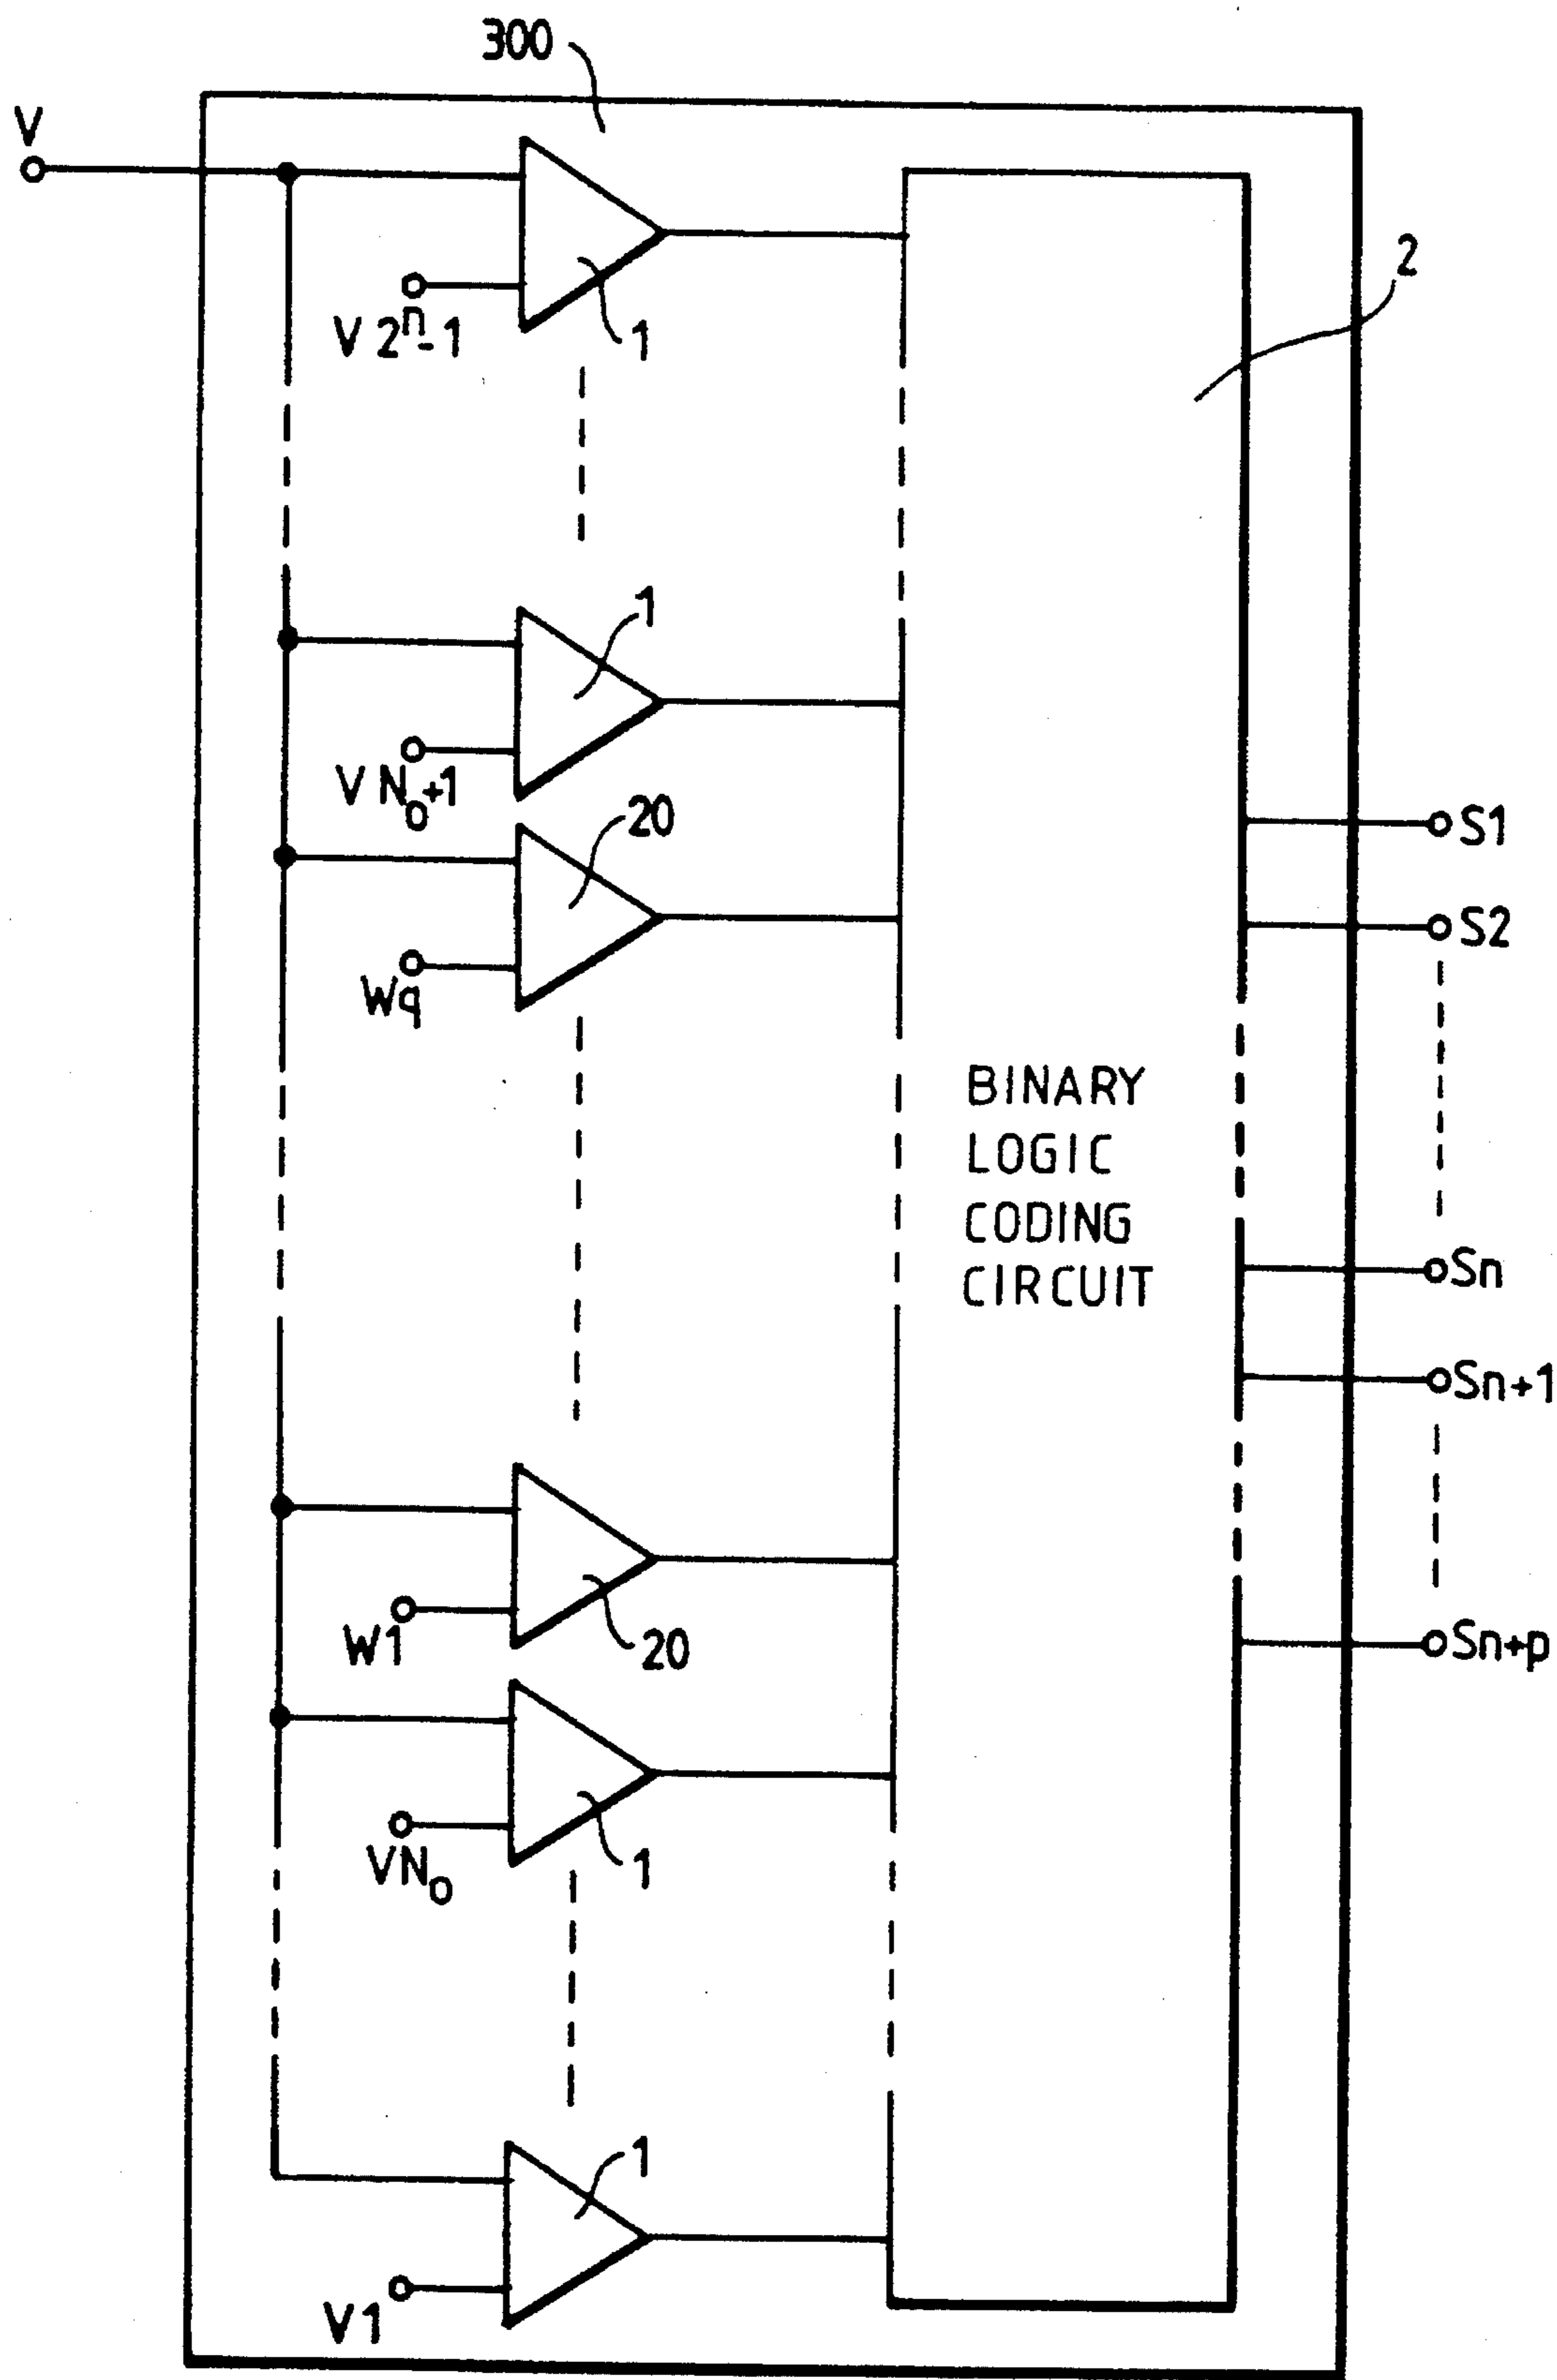 300
V
V 2ⁿ-1
1
2
1
V N₀+1
20
Wq
S1
S2
BINARY
LOGIC
CODING
CIRCUIT
Sn
Sn+1
W1
20
Sn+p
VN₀
1
1
V1